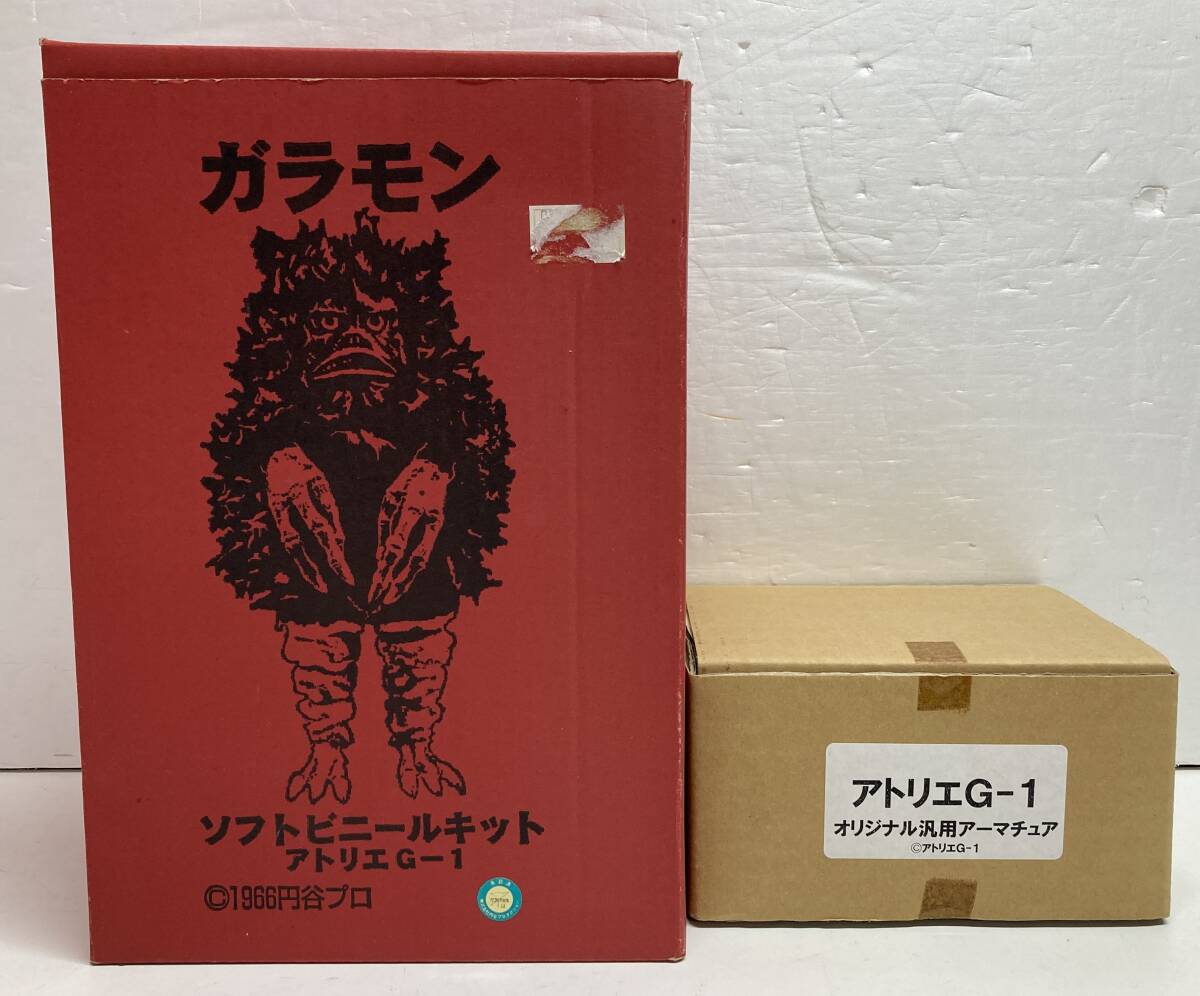 ガラモン
ソフトビニールキット
アトリエG-1
©1966円谷プロ
アトリエG-1
オリジナル汎用アーマチュア
©アトリエG-1